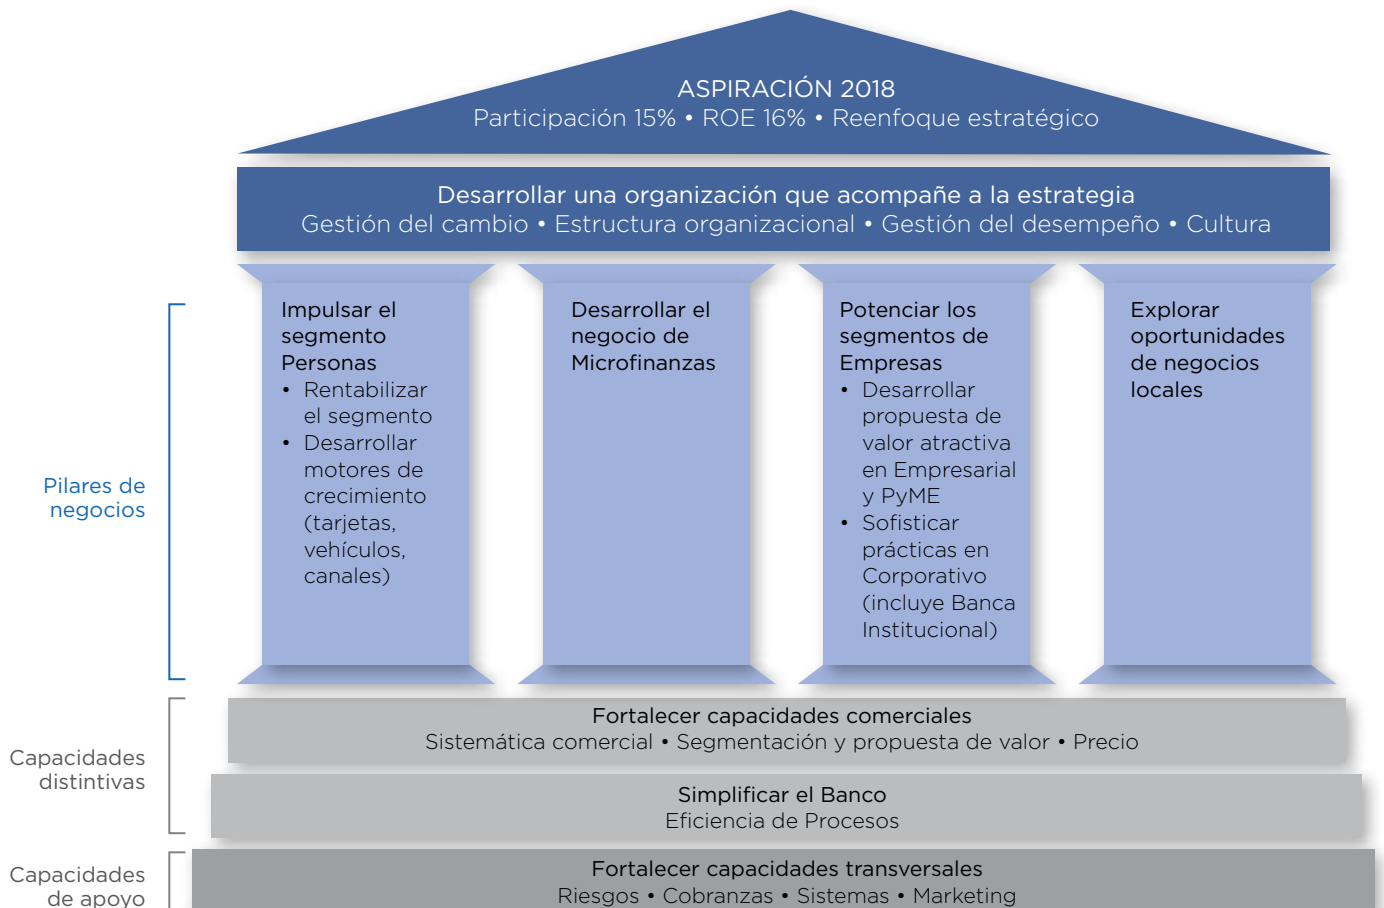 ASPIRACIÓN 2018
Participación 15% • ROE 16% • Reenfoque estratégico
Desarrollar una organización que acompañe a la estrategia
Gestión del cambio • Estructura organizacional • Gestión del desempeño • Cultura
Pilares de
negocios
Impulsar el
segmento
Personas
• Rentabilizar
el segmento
• Desarrollar
motores de
crecimiento
(tarjetas,
vehículos,
canales)
Desarrollar el
negocio de
Microfinanzas
Potenciar los
segmentos de
Empresas
• Desarrollar
propuesta de
valor atractiva
en Empresarial
y PyME
• Sofisticar
prácticas en
Corporativo
(incluye Banca
Institucional)
Explorar
oportunidades
de negocios
locales
Capacidades
distintivas
Fortalecer capacidades comerciales
Sistemática comercial • Segmentación y propuesta de valor • Precio
Simplificar el Banco
Eficiencia de Procesos
Capacidades
de apoyo
Fortalecer capacidades transversales
Riesgos • Cobranzas • Sistemas • Marketing